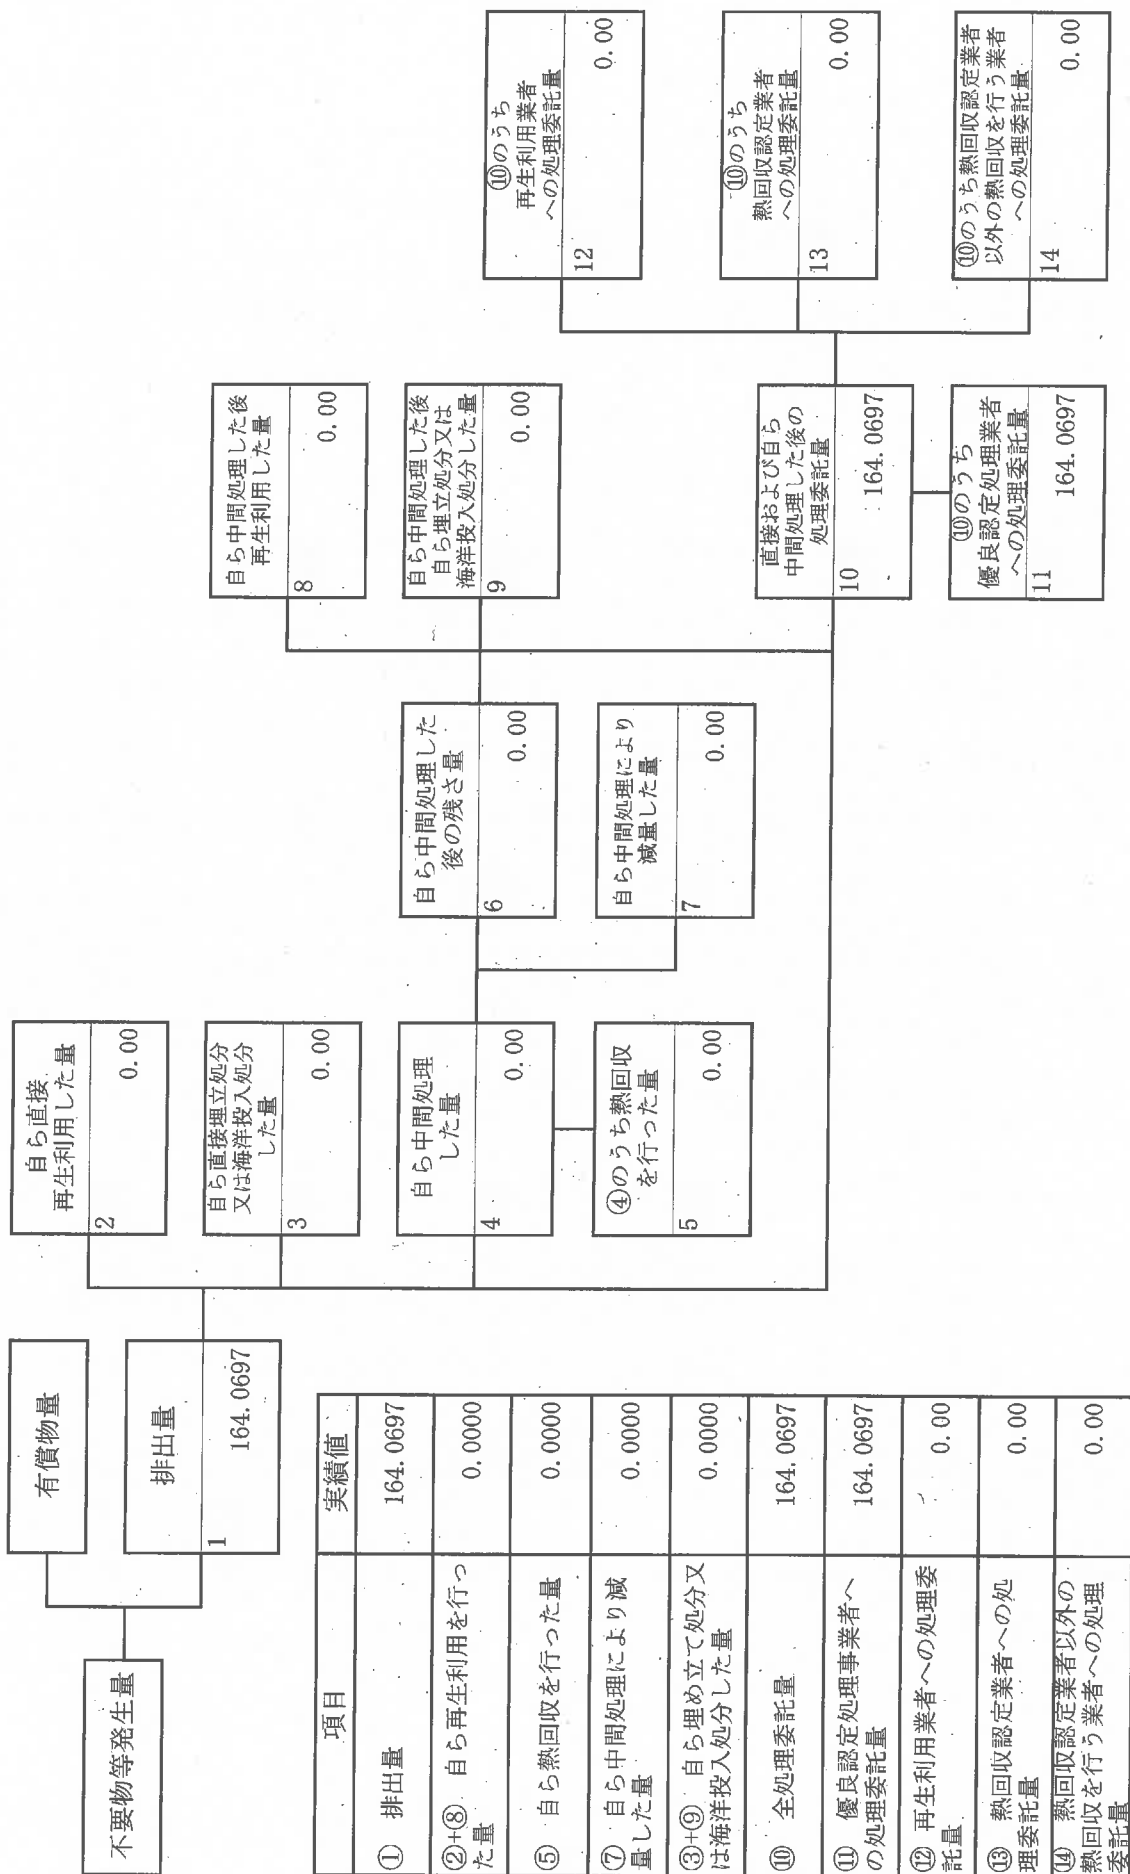 不要物等発生量
有償物量
排出量
1
164.0697
自ら直接
再生利用した量
2
0.00
自ら直接埋立処分
又は海洋投入処分
した量
3
0.00
自ら中間処理
した量
4
0.00
④のうち熱回収
を行った量
5
0.00
自ら中間処理した
後の残さ量
6
0.00
自ら中間処理により
減量した量
7
0.00
自ら中間処理した後
再生利用した量
8
0.00
自ら中間処理した後
自ら埋立処分又は
海洋投入処分した量
9
0.00
直接および自ら
中間処理した後の
処理委託量
10
164.0697
⑩のうち
優良認定処理業者
への処理委託量
11
164.0697
⑩のうち
再生利用業者
への処理委託量
12
0.00
⑩のうち
熱回収認定業者
への処理委託量
13
0.00
⑩のうち熱回収認定業者
以外の熱回収を行う業者
への処理委託量
14
0.00
項目 実績値
① 排出量 164.0697
②+⑧ 自ら再生利用を行っ
た量 0.0000
⑤ 自ら熱回収を行った量 0.0000
⑦ 自ら中間処理により減
量した量 0.0000
③+⑨ 自ら埋め立て処分又
は海洋投入処分した量 0.0000
⑩ 全処理委託量 164.0697
⑪ 優良認定処理事業者へ
の処理委託量 164.0697
⑫ 再生利用業者への処理委
託量 0.00
⑬ 熱回収認定業者への処
理委託量 0.00
⑭ 熱回収認定業者以外の
熱回収を行う業者への処理
委託量 0.00